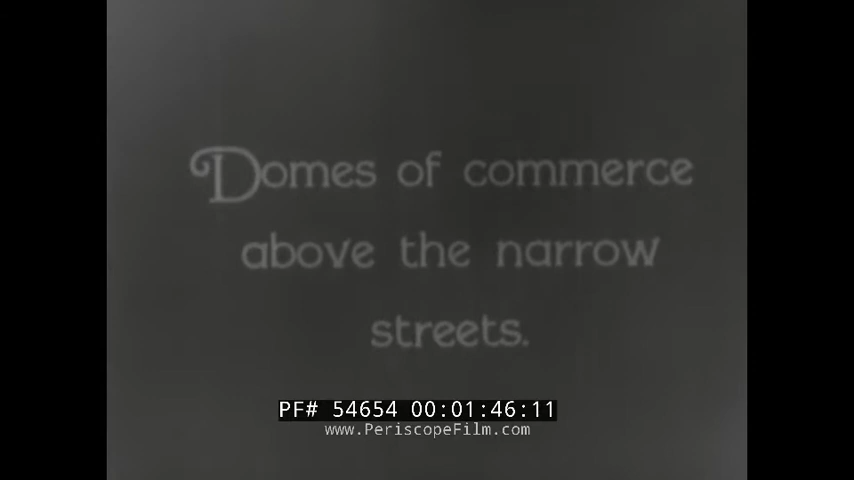 Domes of commerce
above the narrow
streets.
PF# 54654 00:01:46:11
www.PeriscopeFilm.com